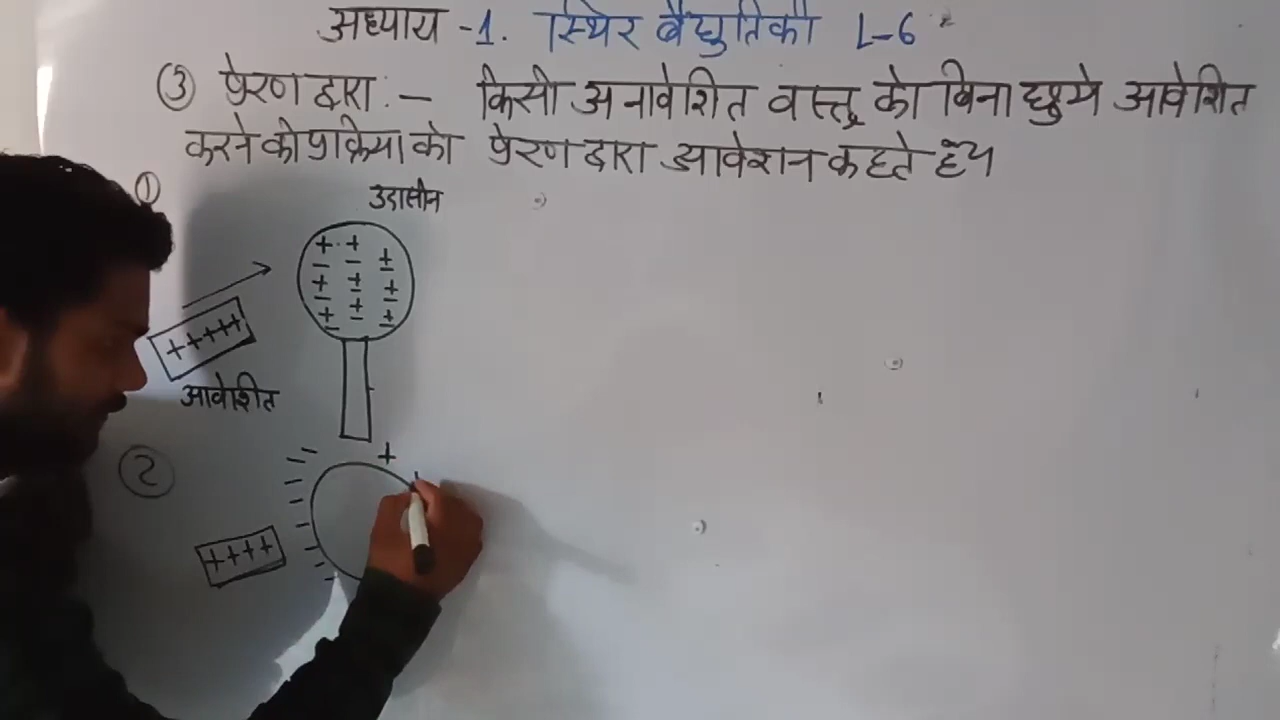 अध्याय -1. स्थिर वैद्युतिकी L-6
③ प्रेरण द्वारा :- किसी अनावेशित वस्तु को बिना छुये आवेशित
करने की प्रक्रिया को प्रेरण द्वारा आवेशन कहते है
①
उदासीन
+ +
- - ±
+ ± ±
- ±
+ ±
-
+++++
आवेशित
②
+
++++